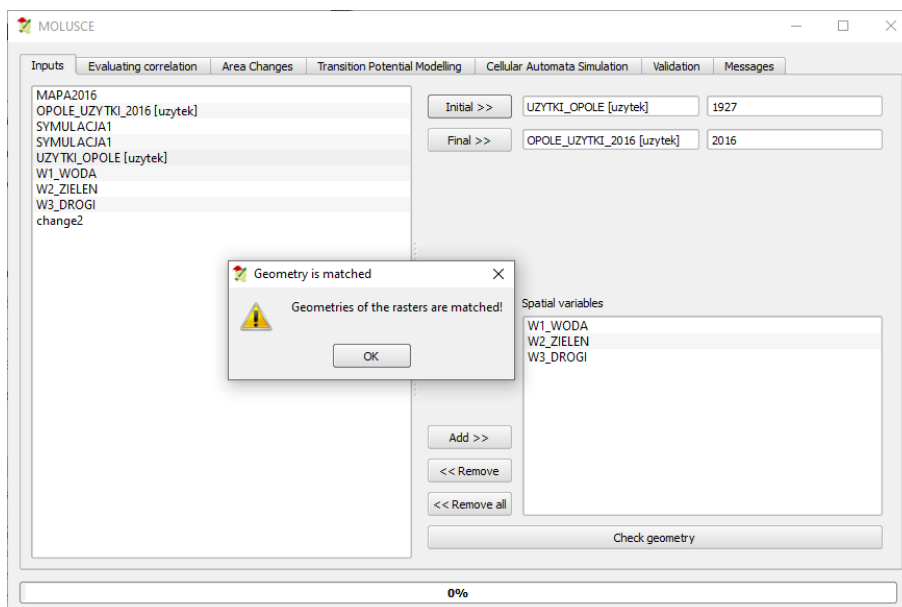 MOLUSCE
Inputs
Evaluating correlation
Area Changes
Transition Potential Modelling
Cellular Automata Simulation
Validation
Messages
MAPA2016
OPOLE_UZYTKI_2016 [uzytek]
SYMULACJA1
SYMULACJA1
UZYTKI_OPOLE [uzytek]
W1_WODA
W2_ZIELEN
W3_DROGI
change2
Initial >>
UZYTKI_OPOLE [uzytek]
1927
Final >>
OPOLE_UZYTKI_2016 [uzytek]
2016
Geometry is matched
Geometries of the rasters are matched!
OK
Spatial variables
W1_WODA
W2_ZIELEN
W3_DROGI
Add >>
<< Remove
<< Remove all
Check geometry
0%